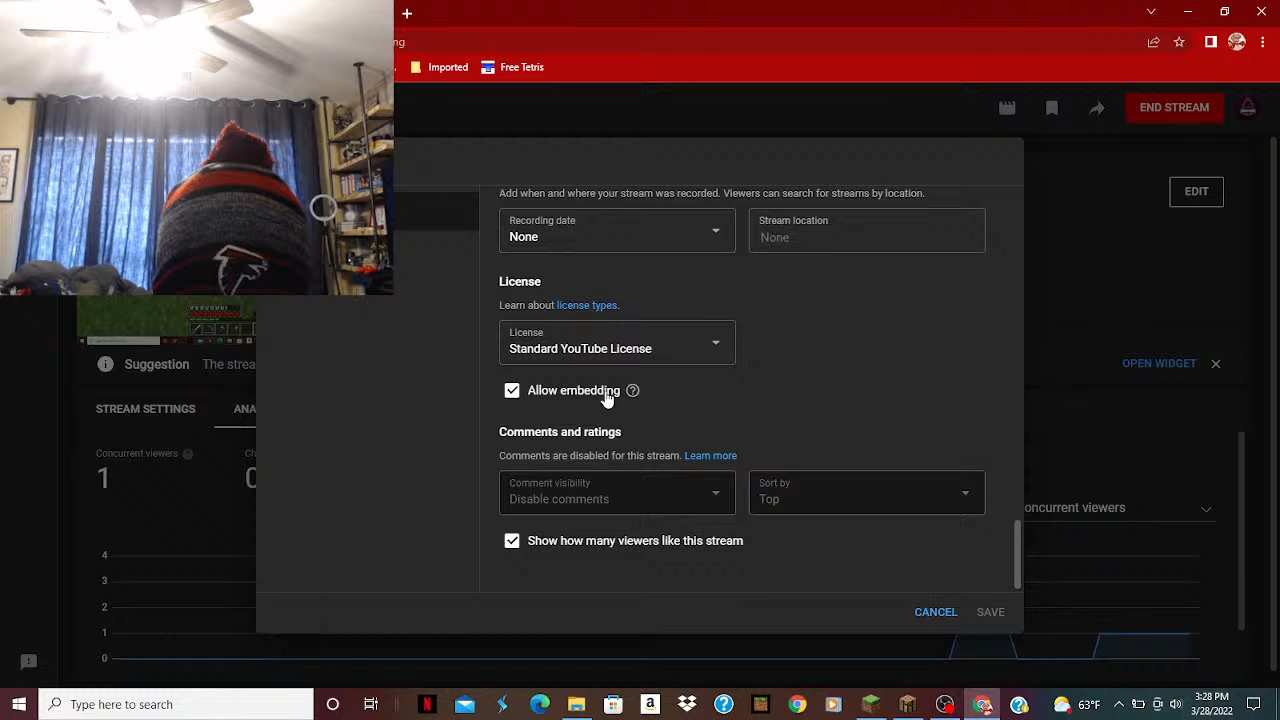 ng
Imported
Free Tetris
END STREAM
Add when and where your stream was recorded. Viewers can search for streams by location.
EDIT
Recording date
None
Stream location
None
License
Learn about license types.
License
Standard YouTube License
Suggestion The strea
OPEN WIDGET
Allow embedding
STREAM SETTINGS ANA
Comments and ratings
Concurrent viewers
Ch
Comments are disabled for this stream. Learn more
1
0
Comment visibility
Disable comments
Sort by
Top
oncurrent viewers
Show how many viewers like this stream
4
3
2
1
0
CANCEL
SAVE
Type here to search
63°F
3:28 PM
3/28/2022